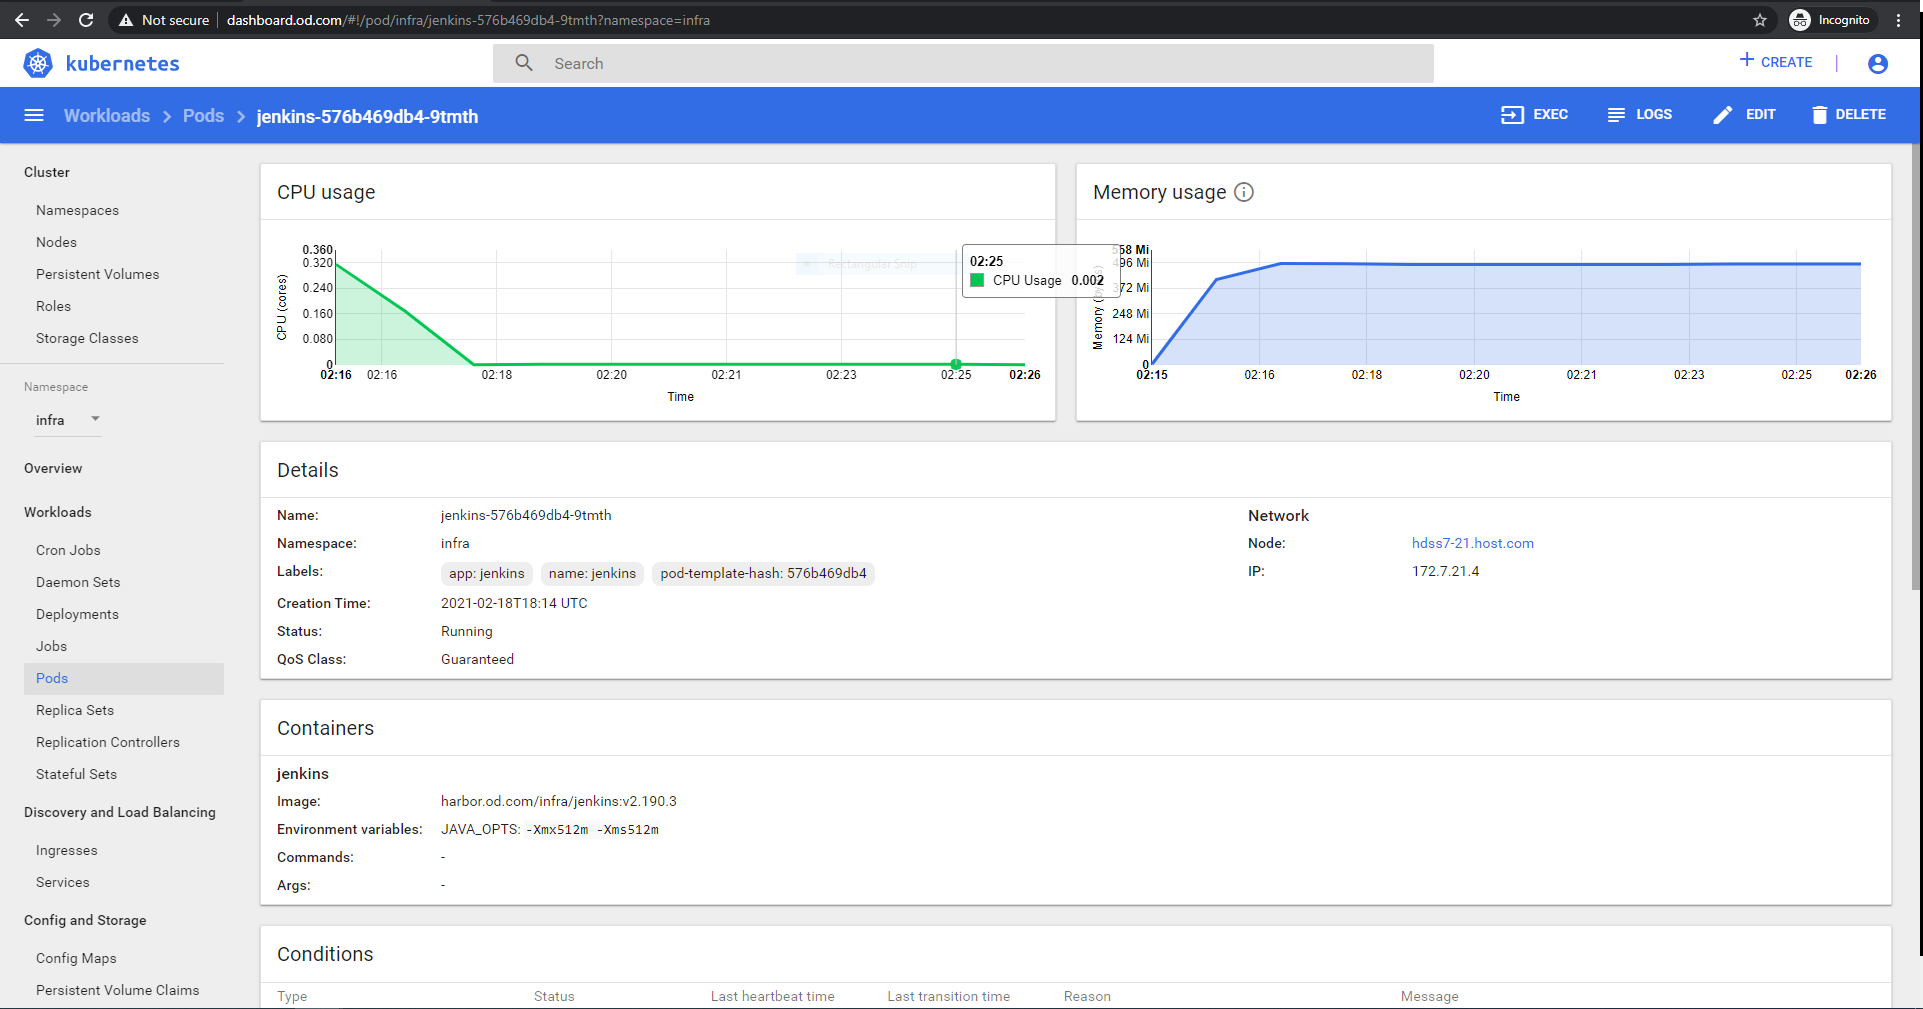 Not secure dashboard.od.com/#!/pod/infra/jenkins-576b469db4-9tmth?namespace=infra Incognito
kubernetes Search CREATE
Workloads Pods jenkins-576b469db4-9tmth EXEC LOGS EDIT DELETE
Cluster
Namespaces
Nodes
Persistent Volumes
Roles
Storage Classes
Namespace
infra
Overview
Workloads
Cron Jobs
Daemon Sets
Deployments
Jobs
Pods
Replica Sets
Replication Controllers
Stateful Sets
Discovery and Load Balancing
Ingresses
Services
Config and Storage
Config Maps
Persistent Volume Claims
CPU usage
CPU (cores)
0.360
0.320
0.240
0.160
0.080
0
02:16 02:16 02:18 02:20 02:21 02:23 02:25 02:26
Time
Rectangular Snip
02:25
CPU Usage 0.002
Memory usage
58 Mi
496 Mi
372 Mi
248 Mi
124 Mi
0
02:15 02:16 02:18 02:20 02:21 02:23 02:25 02:26
Time
Details
Name: jenkins-576b469db4-9tmth
Namespace: infra
Labels: app: jenkins name: jenkins pod-template-hash: 576b469db4
Creation Time: 2021-02-18T18:14 UTC
Status: Running
QoS Class: Guaranteed
Network
Node: hdss7-21.host.com
IP: 172.7.21.4
Containers
jenkins
Image: harbor.od.com/infra/jenkins:v2.190.3
Environment variables: JAVA_OPTS: -Xmx512m -Xms512m
Commands: -
Args: -
Conditions
Type Status Last heartbeat time Last transition time Reason Message